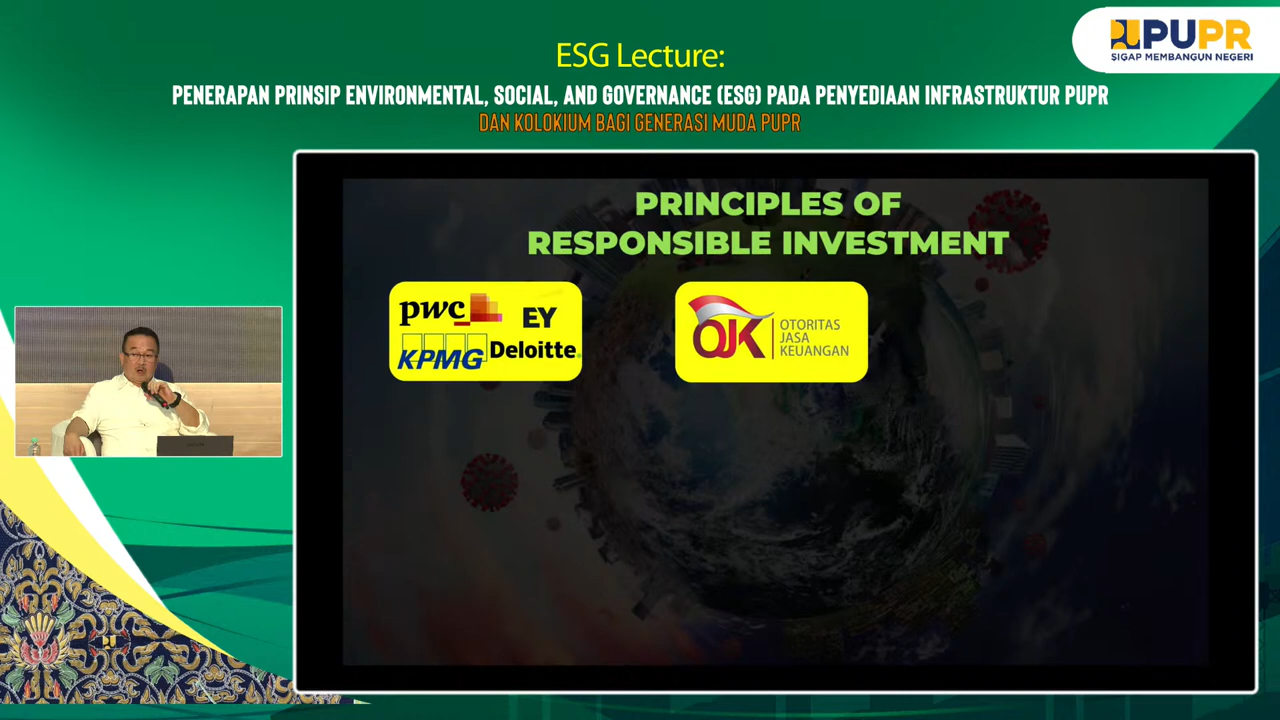 PUPR
SIGAP MEMBANGUN NEGERI
ESG Lecture:
PENERAPAN PRINSIP ENVIRONMENTAL, SOCIAL, AND GOVERNANCE (ESG) PADA PENYEDIAAN INFRASTRUKTUR PUPR
DAN KOLOKIUM BAGI GENERASI MUDA PUPR
PRINCIPLES OF
RESPONSIBLE INVESTMENT
pwc
EY
KPMG
Deloitte.
OJK
OTORITAS
JASA
KEUANGAN